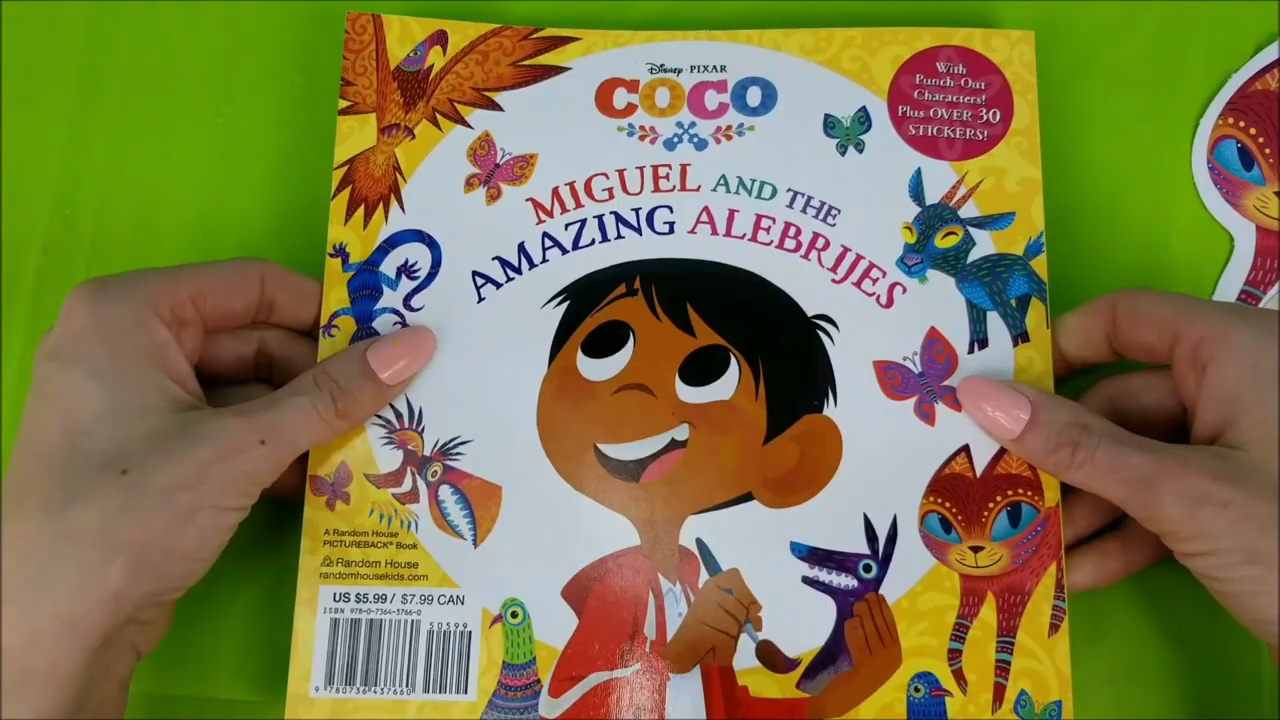 Disney · PIXAR
COCO
MIGUEL AND THE
AMAZING ALEBRIJES
With
Punch-Out
Characters!
Plus OVER 30
STICKERS!
A Random House
PICTUREBACK® Book
Random House
randomhousekids.com
US $5.99 / $7.99 CAN
ISBN 978-0-7364-3766-0
50599
9 780736 437660